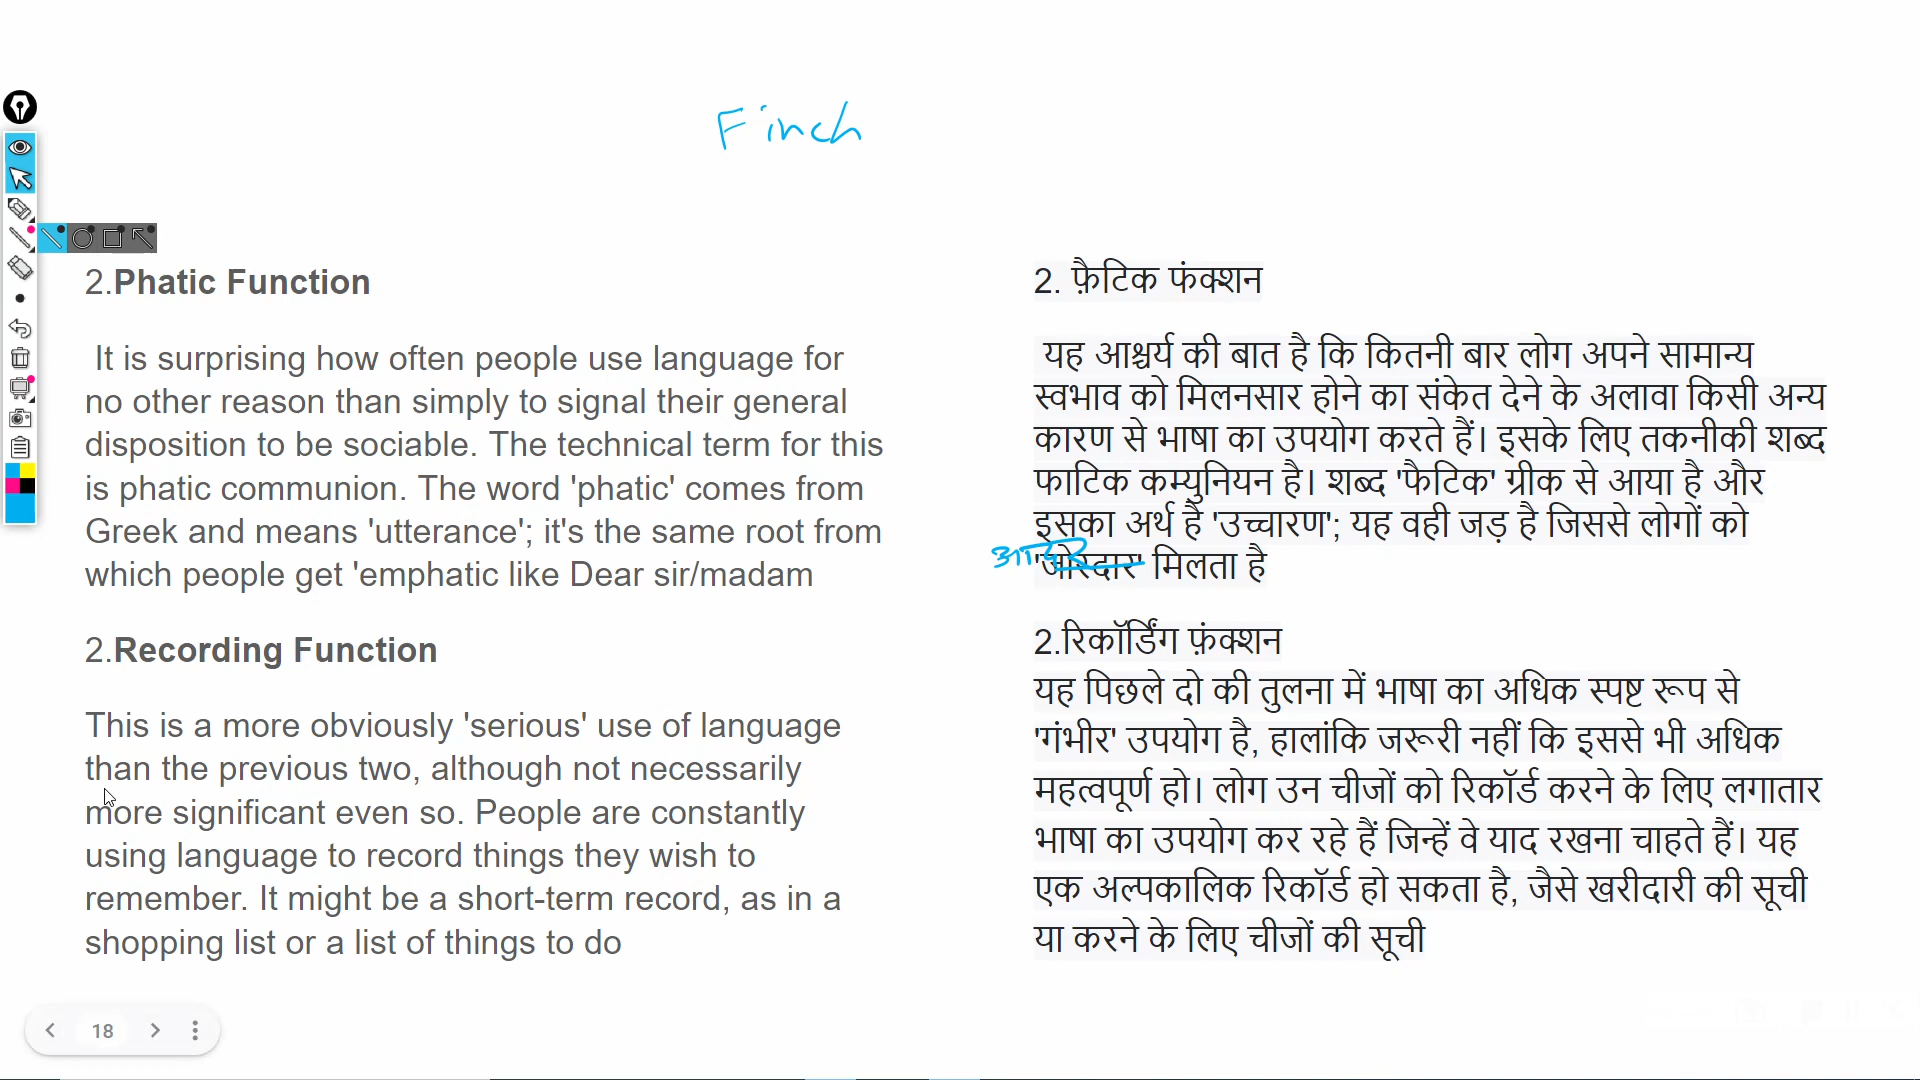 Finch
2.Phatic Function
It is surprising how often people use language for
no other reason than simply to signal their general
disposition to be sociable. The technical term for this
is phatic communion. The word 'phatic' comes from
Greek and means 'utterance'; it's the same root from
which people get 'emphatic like Dear sir/madam
2.Recording Function
This is a more obviously 'serious' use of language
than the previous two, although not necessarily
more significant even so. People are constantly
using language to record things they wish to
remember. It might be a short-term record, as in a
shopping list or a list of things to do
2. फ़ैटिक फंक्शन
यह आश्चर्य की बात है कि कितनी बार लोग अपने सामान्य
स्वभाव को मिलनसार होने का संकेत देने के अलावा किसी अन्य
कारण से भाषा का उपयोग करते हैं। इसके लिए तकनीकी शब्द
फाटिक कम्युनियन है। शब्द 'फैटिक' ग्रीक से आया है और
इसका अर्थ है 'उच्चारण'; यह वही जड़ है जिससे लोगों को
आदर
'जोरदार' मिलता है
2.रिकॉर्डिंग फ़ंक्शन
यह पिछले दो की तुलना में भाषा का अधिक स्पष्ट रूप से
'गंभीर' उपयोग है, हालांकि जरूरी नहीं कि इससे भी अधिक
महत्वपूर्ण हो। लोग उन चीजों को रिकॉर्ड करने के लिए लगातार
भाषा का उपयोग कर रहे हैं जिन्हें वे याद रखना चाहते हैं। यह
एक अल्पकालिक रिकॉर्ड हो सकता है, जैसे खरीदारी की सूची
या करने के लिए चीजों की सूची
18